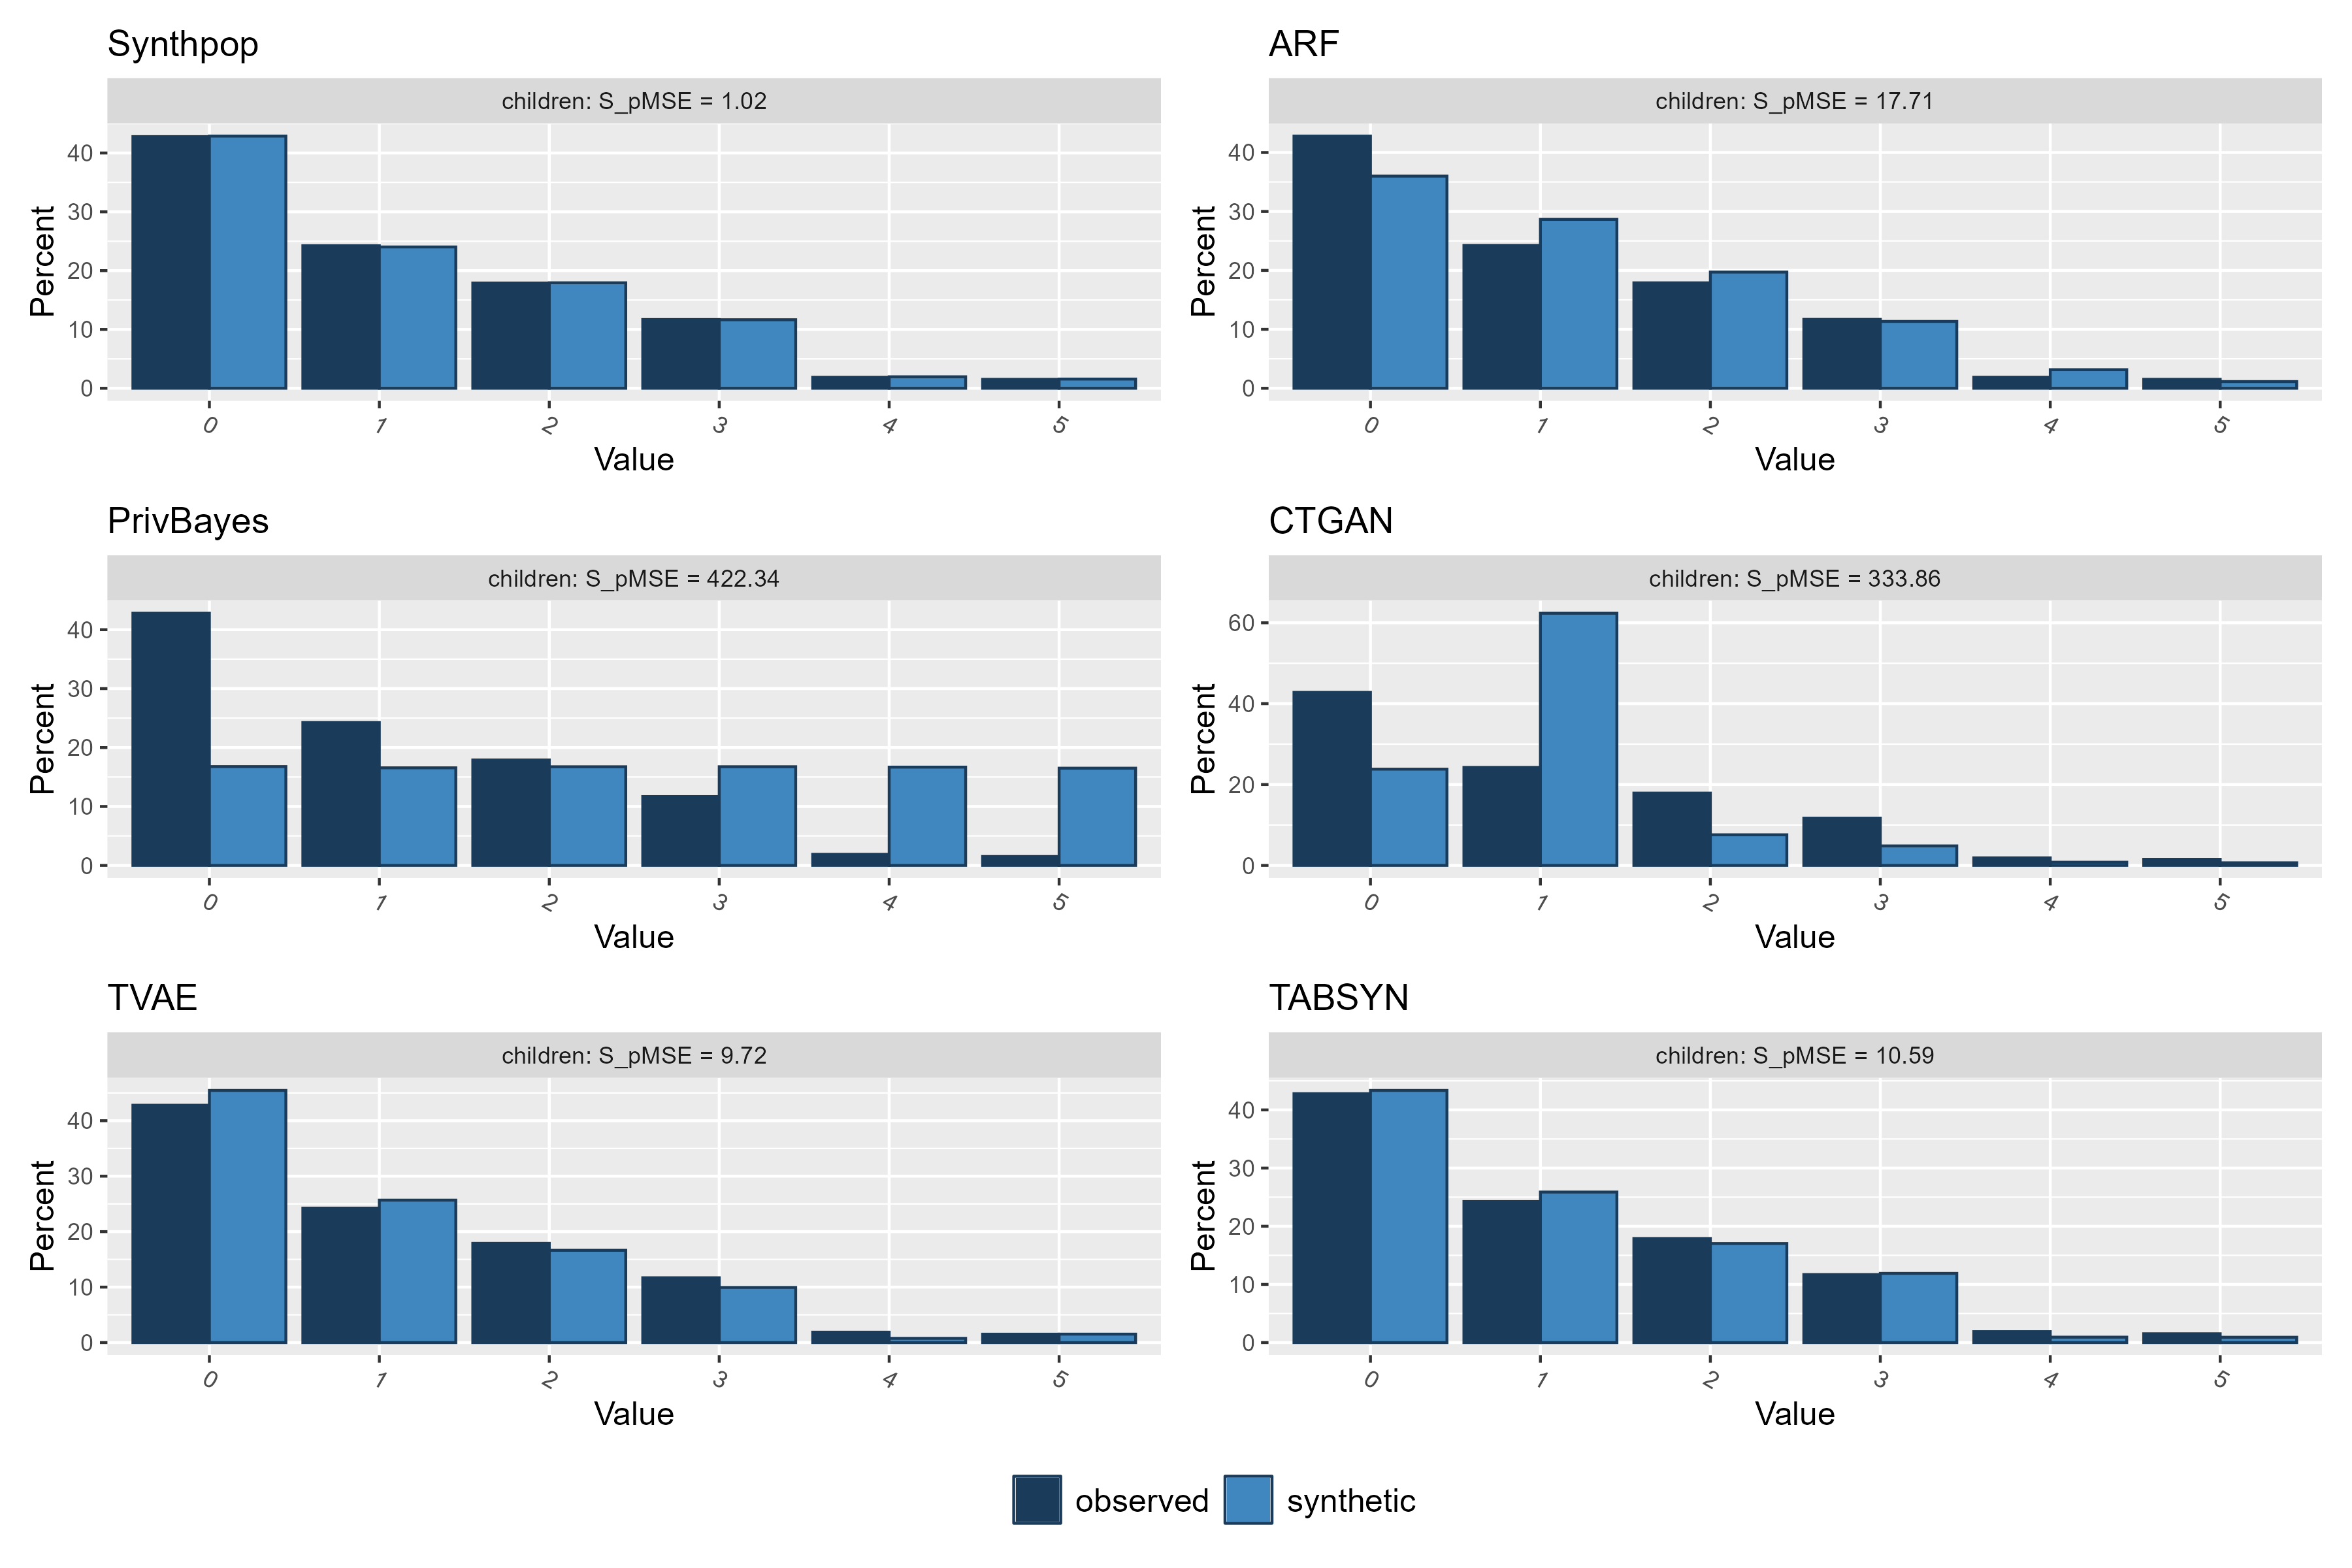 Synthpop
children: S_pMSE = 1.02
Percent
40
30
20
10
0
0 1 2 3 4 5
Value
ARF
children: S_pMSE = 17.71
Percent
40
30
20
10
0
0 1 2 3 4 5
Value
PrivBayes
children: S_pMSE = 422.34
Percent
40
30
20
10
0
0 1 2 3 4 5
Value
CTGAN
children: S_pMSE = 333.86
Percent
60
40
20
0
0 1 2 3 4 5
Value
TVAE
children: S_pMSE = 9.72
Percent
40
30
20
10
0
0 1 2 3 4 5
Value
TABSYN
children: S_pMSE = 10.59
Percent
40
30
20
10
0
0 1 2 3 4 5
Value
observed synthetic